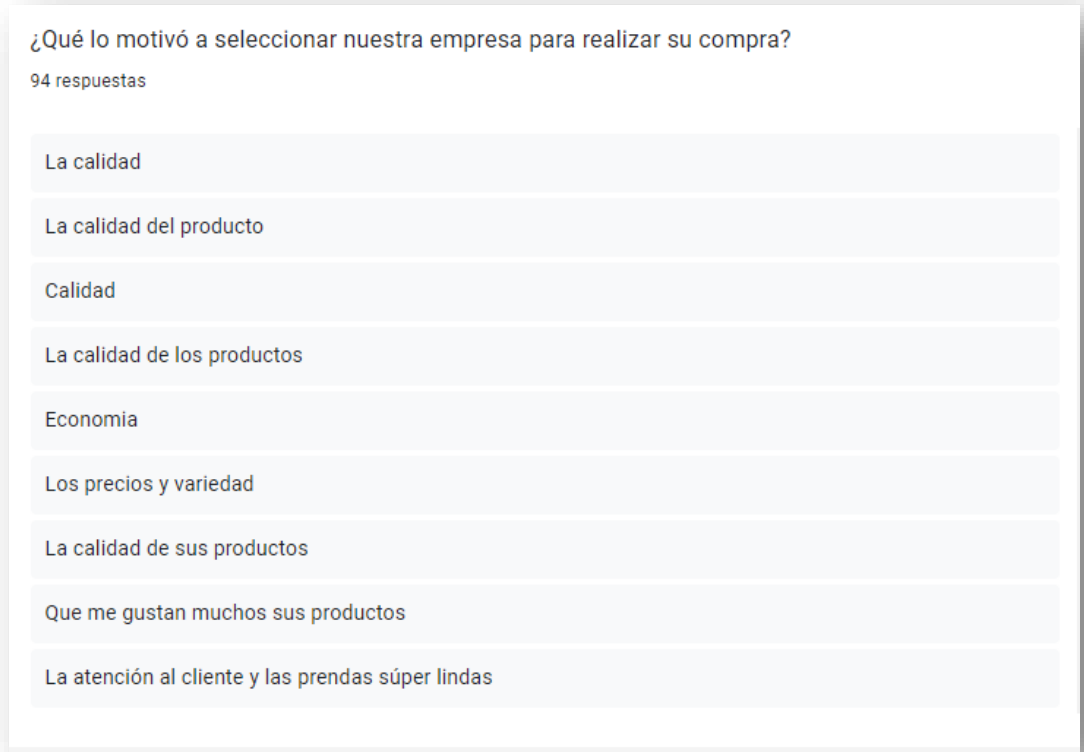 ¿Qué lo motivó a seleccionar nuestra empresa para realizar su compra?
94 respuestas
La calidad
La calidad del producto
Calidad
La calidad de los productos
Economia
Los precios y variedad
La calidad de sus productos
Que me gustan muchos sus productos
La atención al cliente y las prendas súper lindas